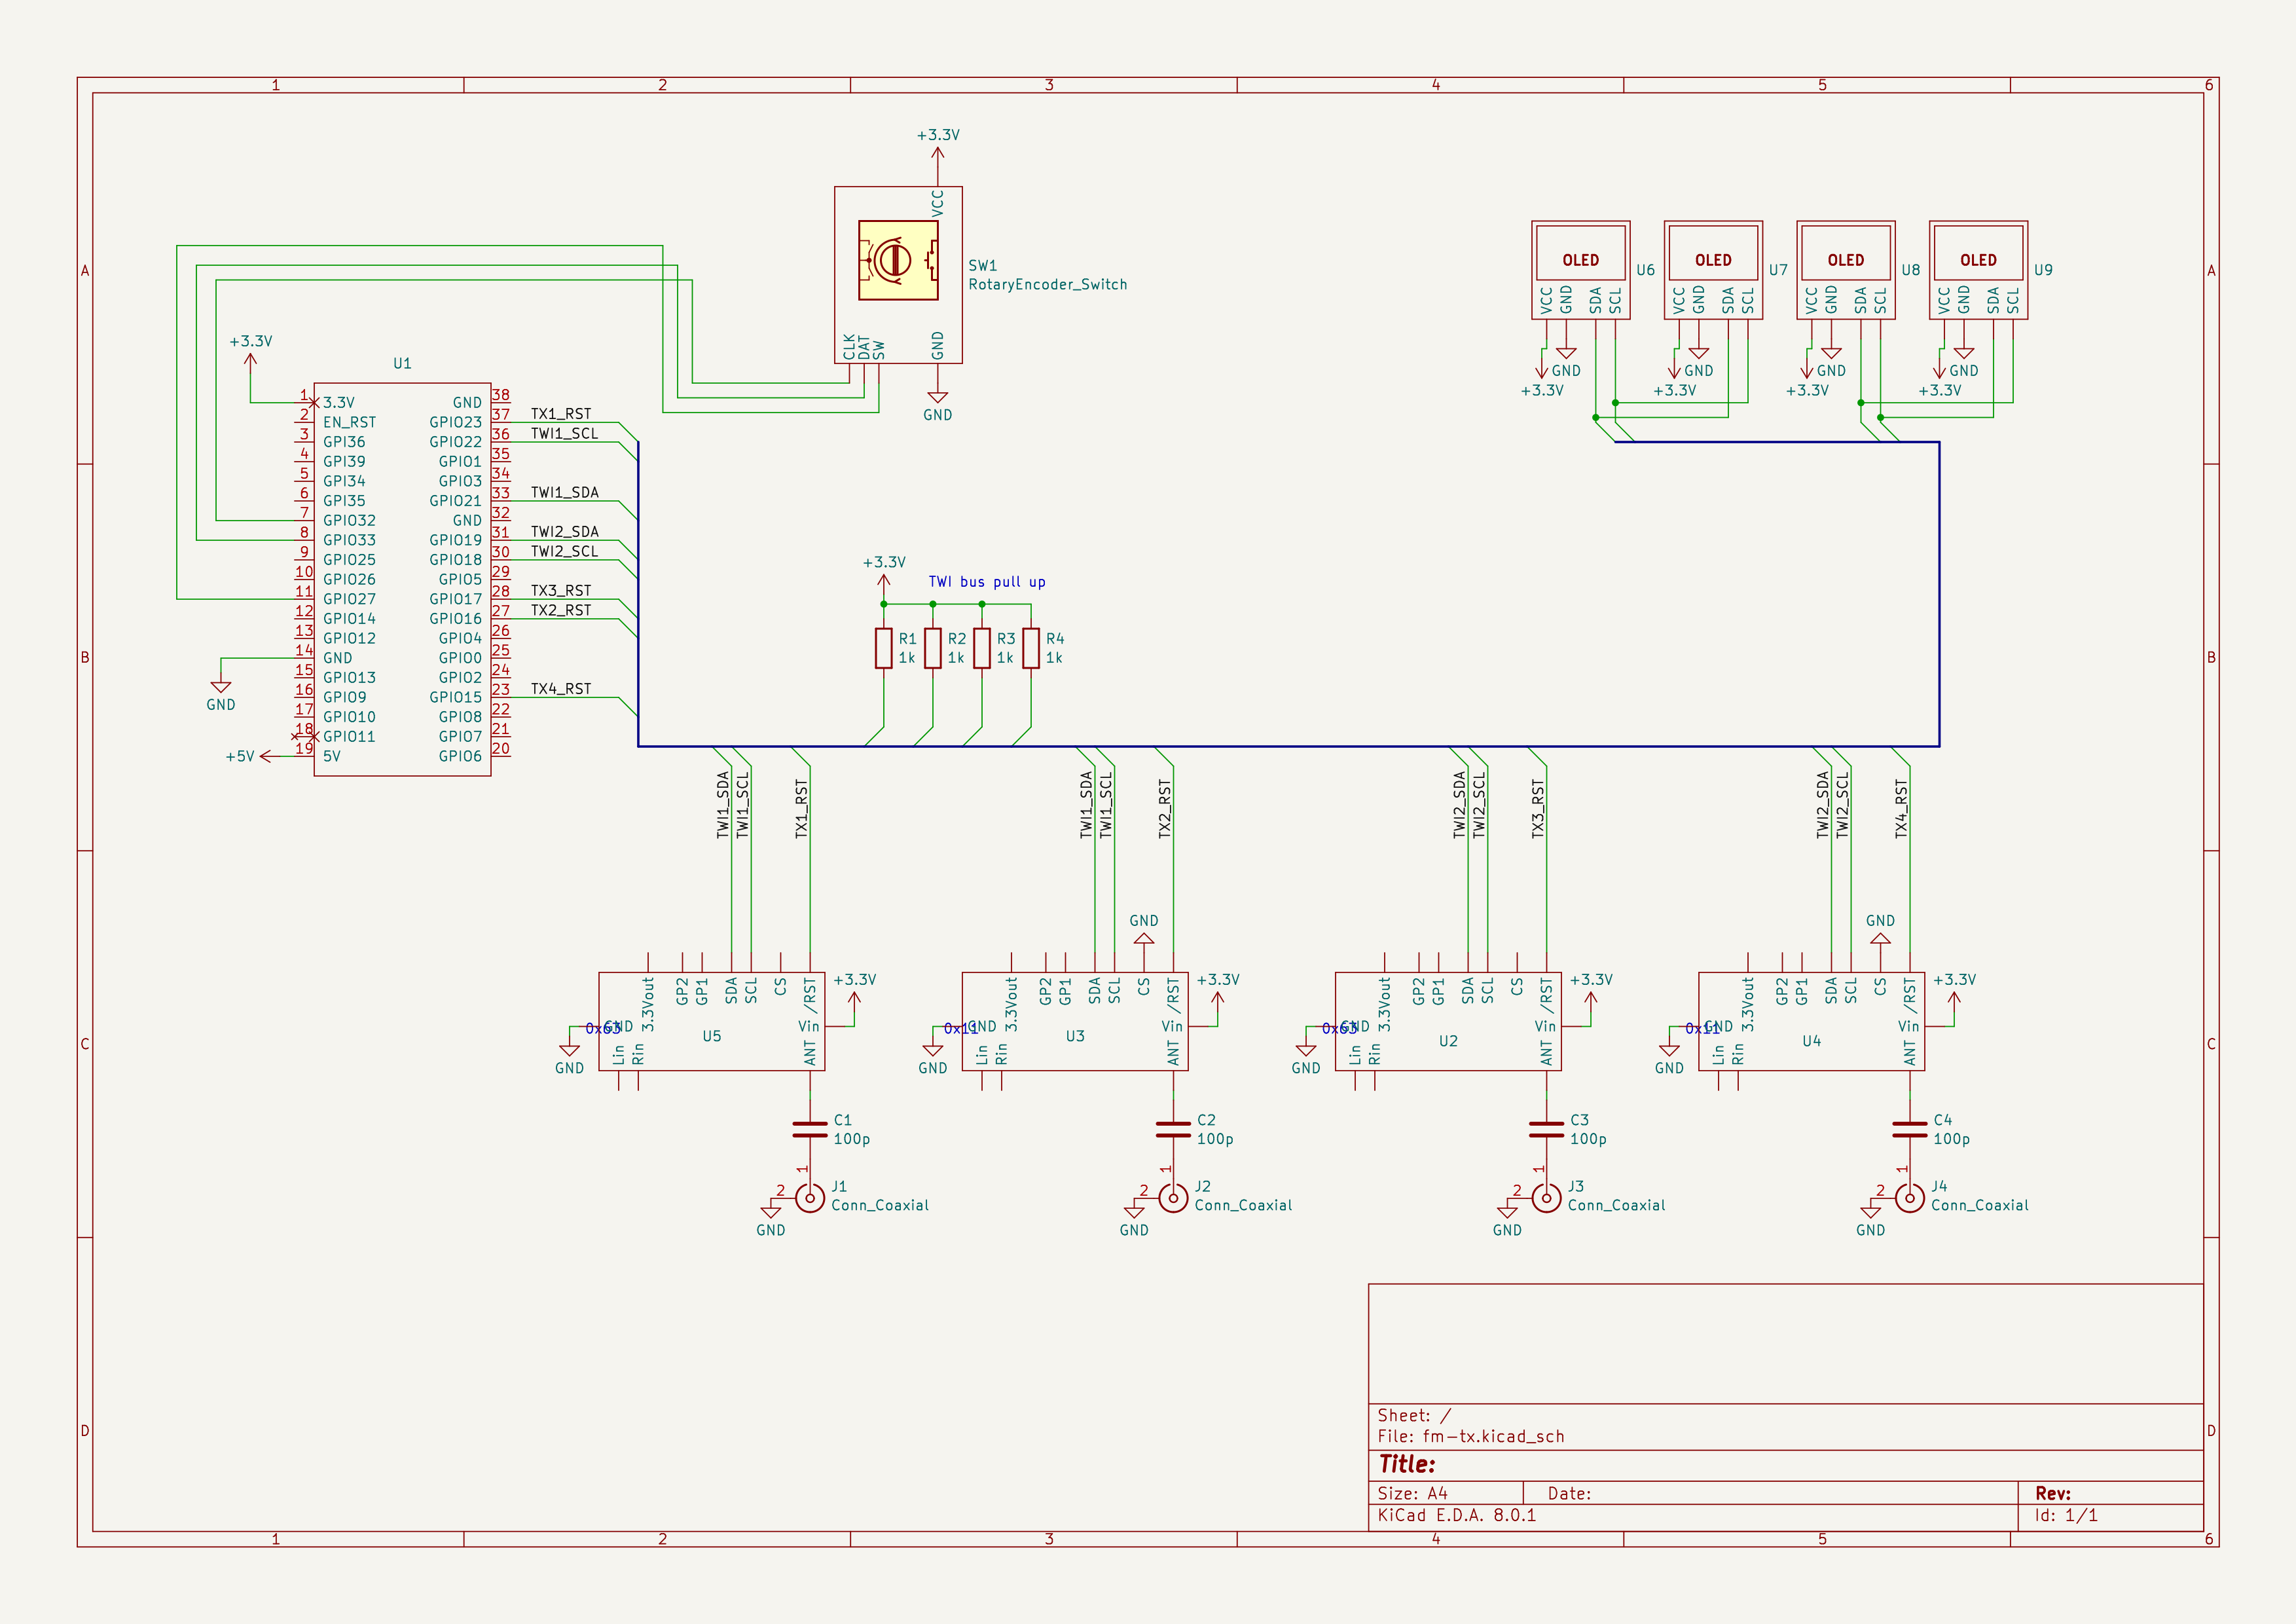 1 2 3 4 5 6
A
B
C
D
A
B
C
D
+3.3V
VCC
SW1
RotaryEncoder_Switch
CLK
DAT
SW
GND
GND
OLED
U6
VCC
GND
SDA
SCL
GND
+3.3V
OLED
U7
VCC
GND
SDA
SCL
GND
+3.3V
OLED
U8
VCC
GND
SDA
SCL
GND
+3.3V
OLED
U9
VCC
GND
SDA
SCL
GND
+3.3V
+3.3V
U1
1 3.3V
2 EN_RST
3 GPI36
4 GPI39
5 GPI34
6 GPI35
7 GPIO32
8 GPIO33
9 GPIO25
10 GPIO26
11 GPIO27
12 GPIO14
13 GPIO12
14 GND
15 GPIO13
16 GPIO9
17 GPIO10
18 GPIO11
19 5V
GND
+5V
GND 38
GPIO23 37
GPIO22 36
GPIO1 35
GPIO3 34
GPIO21 33
GND 32
GPIO19 31
GPIO18 30
GPIO5 29
GPIO17 28
GPIO16 27
GPIO4 26
GPIO0 25
GPIO2 24
GPIO15 23
GPIO8 22
GPIO7 21
GPIO6 20
TX1_RST
TWI1_SCL
TWI1_SDA
TWI2_SDA
TWI2_SCL
TX3_RST
TX2_RST
TX4_RST
+3.3V
TWI bus pull up
R1
1k
R2
1k
R3
1k
R4
1k
TWI1_SDA
TWI1_SCL
TX1_RST
TWI1_SDA
TWI1_SCL
TX2_RST
TWI2_SDA
TWI2_SCL
TX3_RST
TWI2_SDA
TWI2_SCL
TX4_RST
3.3Vout
GP2
GP1
SDA
SCL
CS
/RST
+3.3V
Vin
0x63
GND
U5
Lin
Rin
ANT
GND
C1
100p
1
2
J1
Conn_Coaxial
GND
GND
3.3Vout
GP2
GP1
SDA
SCL
CS
/RST
+3.3V
Vin
0x11
GND
U3
Lin
Rin
ANT
GND
C2
100p
1
2
J2
Conn_Coaxial
GND
3.3Vout
GP2
GP1
SDA
SCL
CS
/RST
+3.3V
Vin
0x63
GND
U2
Lin
Rin
ANT
GND
C3
100p
1
2
J3
Conn_Coaxial
GND
GND
3.3Vout
GP2
GP1
SDA
SCL
CS
/RST
+3.3V
Vin
0x11
GND
U4
Lin
Rin
ANT
GND
C4
100p
1
2
J4
Conn_Coaxial
GND
Sheet: /
File: fm-tx.kicad_sch
Title:
Size: A4 Date: Rev:
KiCad E.D.A. 8.0.1 Id: 1/1
1 2 3 4 5 6